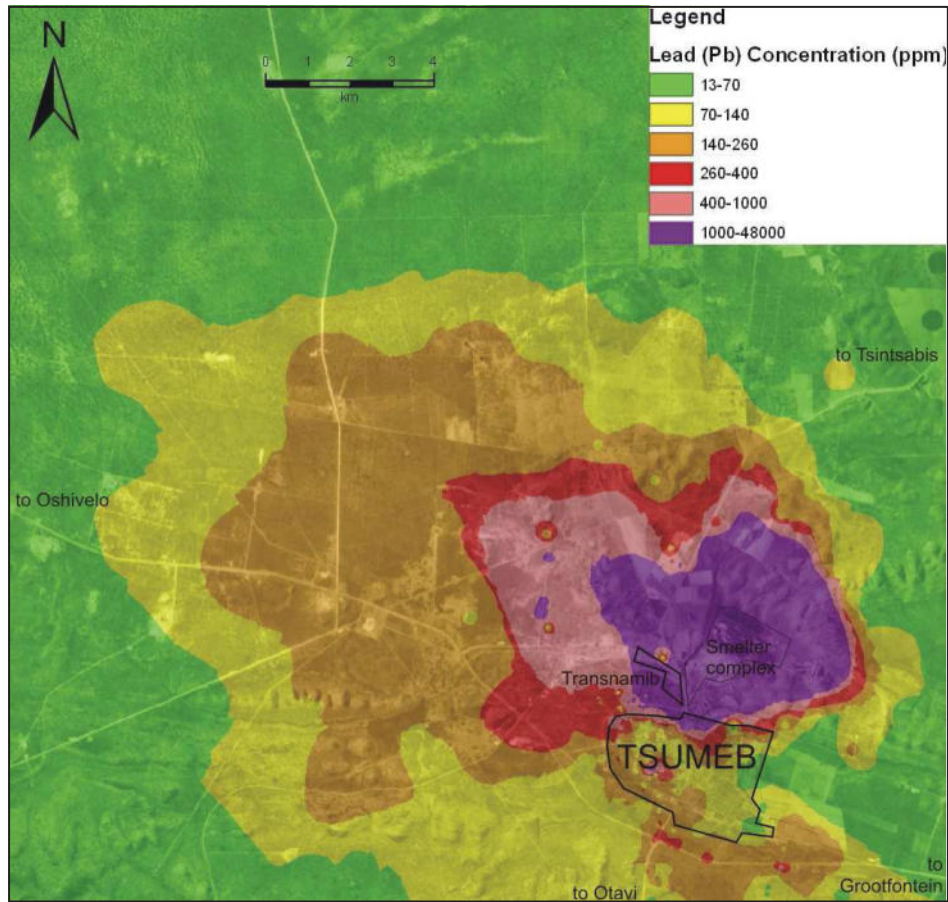 N
0 1 2 3 4
km
Legend
Lead (Pb) Concentration (ppm)
13-70
70-140
140-260
260-400
400-1000
1000-48000
to Tsintsabis
to Oshivelo
Smelter
complex
Transnamib
TSUMEB
to
Grootfontein
to Otavi